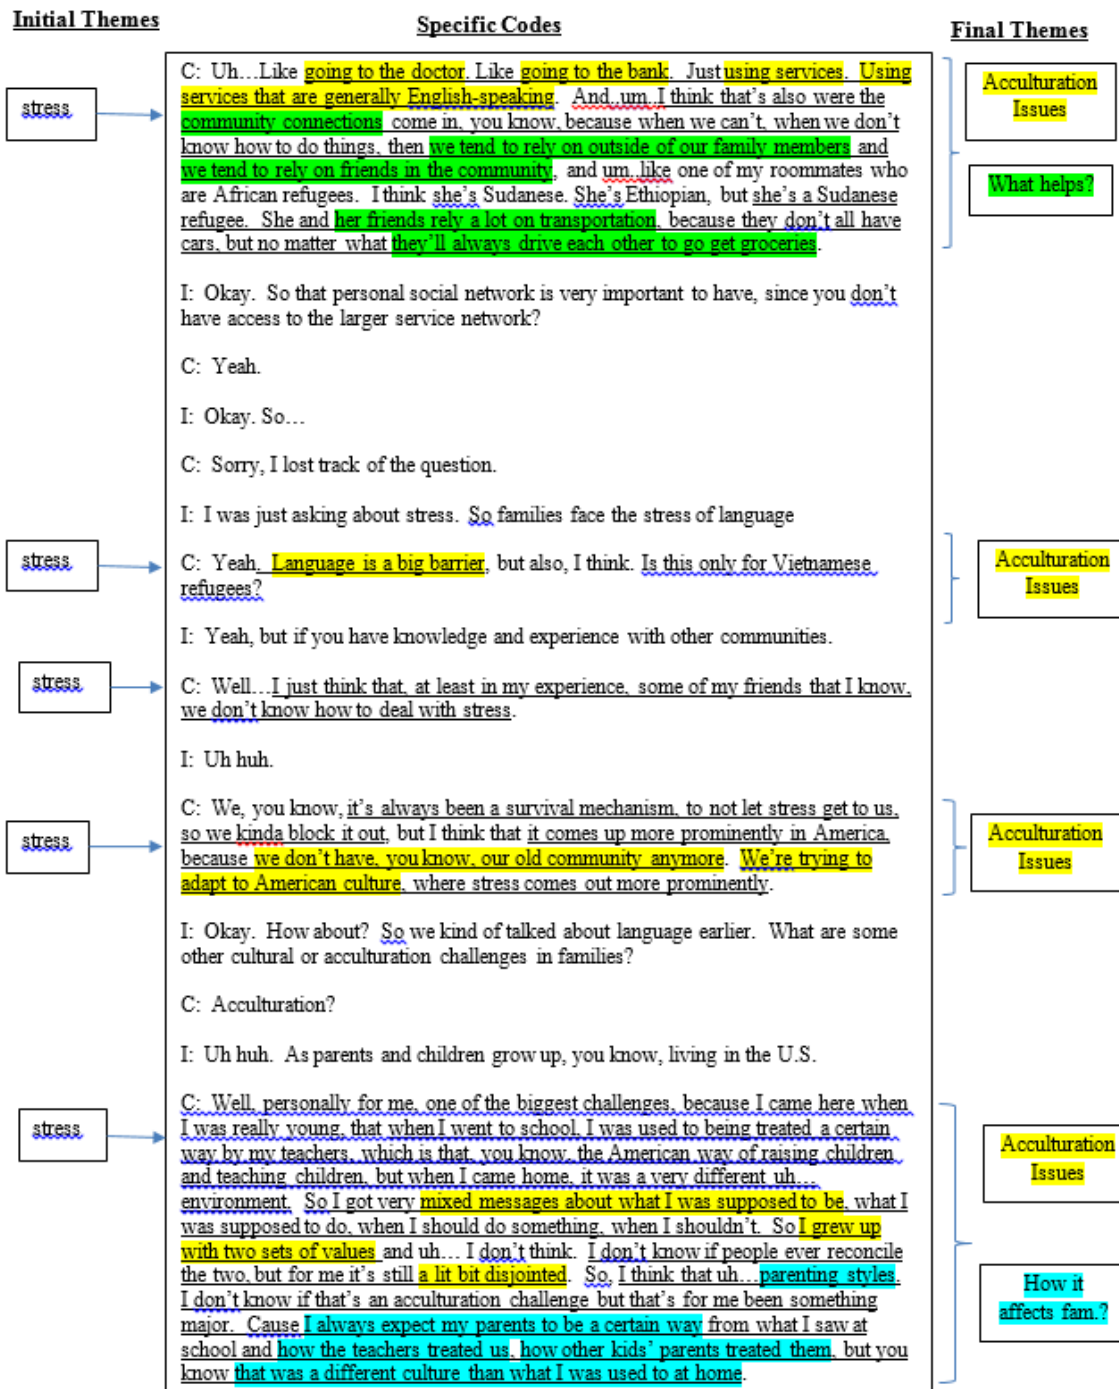 Initial Themes
Specific Codes
Final Themes
stress
C: Uh…Like going to the doctor. Like going to the bank. Just using services. Using
services that are generally English-speaking. And..um..I think that's also were the
community connections come in, you know, because when we can't, when we don't
know how to do things, then we tend to rely on outside of our family members and
we tend to rely on friends in the community, and um..like one of my roommates who
are African refugees. I think she's Sudanese. She's Ethiopian, but she's a Sudanese
refugee. She and her friends rely a lot on transportation, because they don't all have
cars, but no matter what they'll always drive each other to go get groceries.
Acculturation
Issues
What helps?
I: Okay. So that personal social network is very important to have, since you don't
have access to the larger service network?
C: Yeah.
I: Okay. So…
C: Sorry, I lost track of the question.
I: I was just asking about stress. So families face the stress of language
stress
C: Yeah. Language is a big barrier, but also, I think. Is this only for Vietnamese
refugees?
Acculturation
Issues
I: Yeah, but if you have knowledge and experience with other communities.
stress
C: Well…I just think that, at least in my experience, some of my friends that I know,
we don't know how to deal with stress.
I: Uh huh.
stress
C: We, you know, it's always been a survival mechanism, to not let stress get to us,
so we kinda block it out, but I think that it comes up more prominently in America,
because we don't have, you know, our old community anymore. We're trying to
adapt to American culture, where stress comes out more prominently.
Acculturation
Issues
I: Okay. How about? So we kind of talked about language earlier. What are some
other cultural or acculturation challenges in families?
C: Acculturation?
I: Uh huh. As parents and children grow up, you know, living in the U.S.
stress
C: Well, personally for me, one of the biggest challenges, because I came here when
I was really young, that when I went to school, I was used to being treated a certain
way by my teachers, which is that, you know, the American way of raising children
and teaching children, but when I came home, it was a very different uh…
environment. So I got very mixed messages about what I was supposed to be, what I
was supposed to do, when I should do something, when I shouldn't. So I grew up
with two sets of values and uh… I don't think. I don't know if people ever reconcile
the two, but for me it's still a lit bit disjointed. So, I think that uh…parenting styles.
I don't know if that's an acculturation challenge but that's for me been something
major. Cause I always expect my parents to be a certain way from what I saw at
school and how the teachers treated us, how other kids' parents treated them, but you
know that was a different culture than what I was used to at home.
Acculturation
Issues
How it
affects fam.?